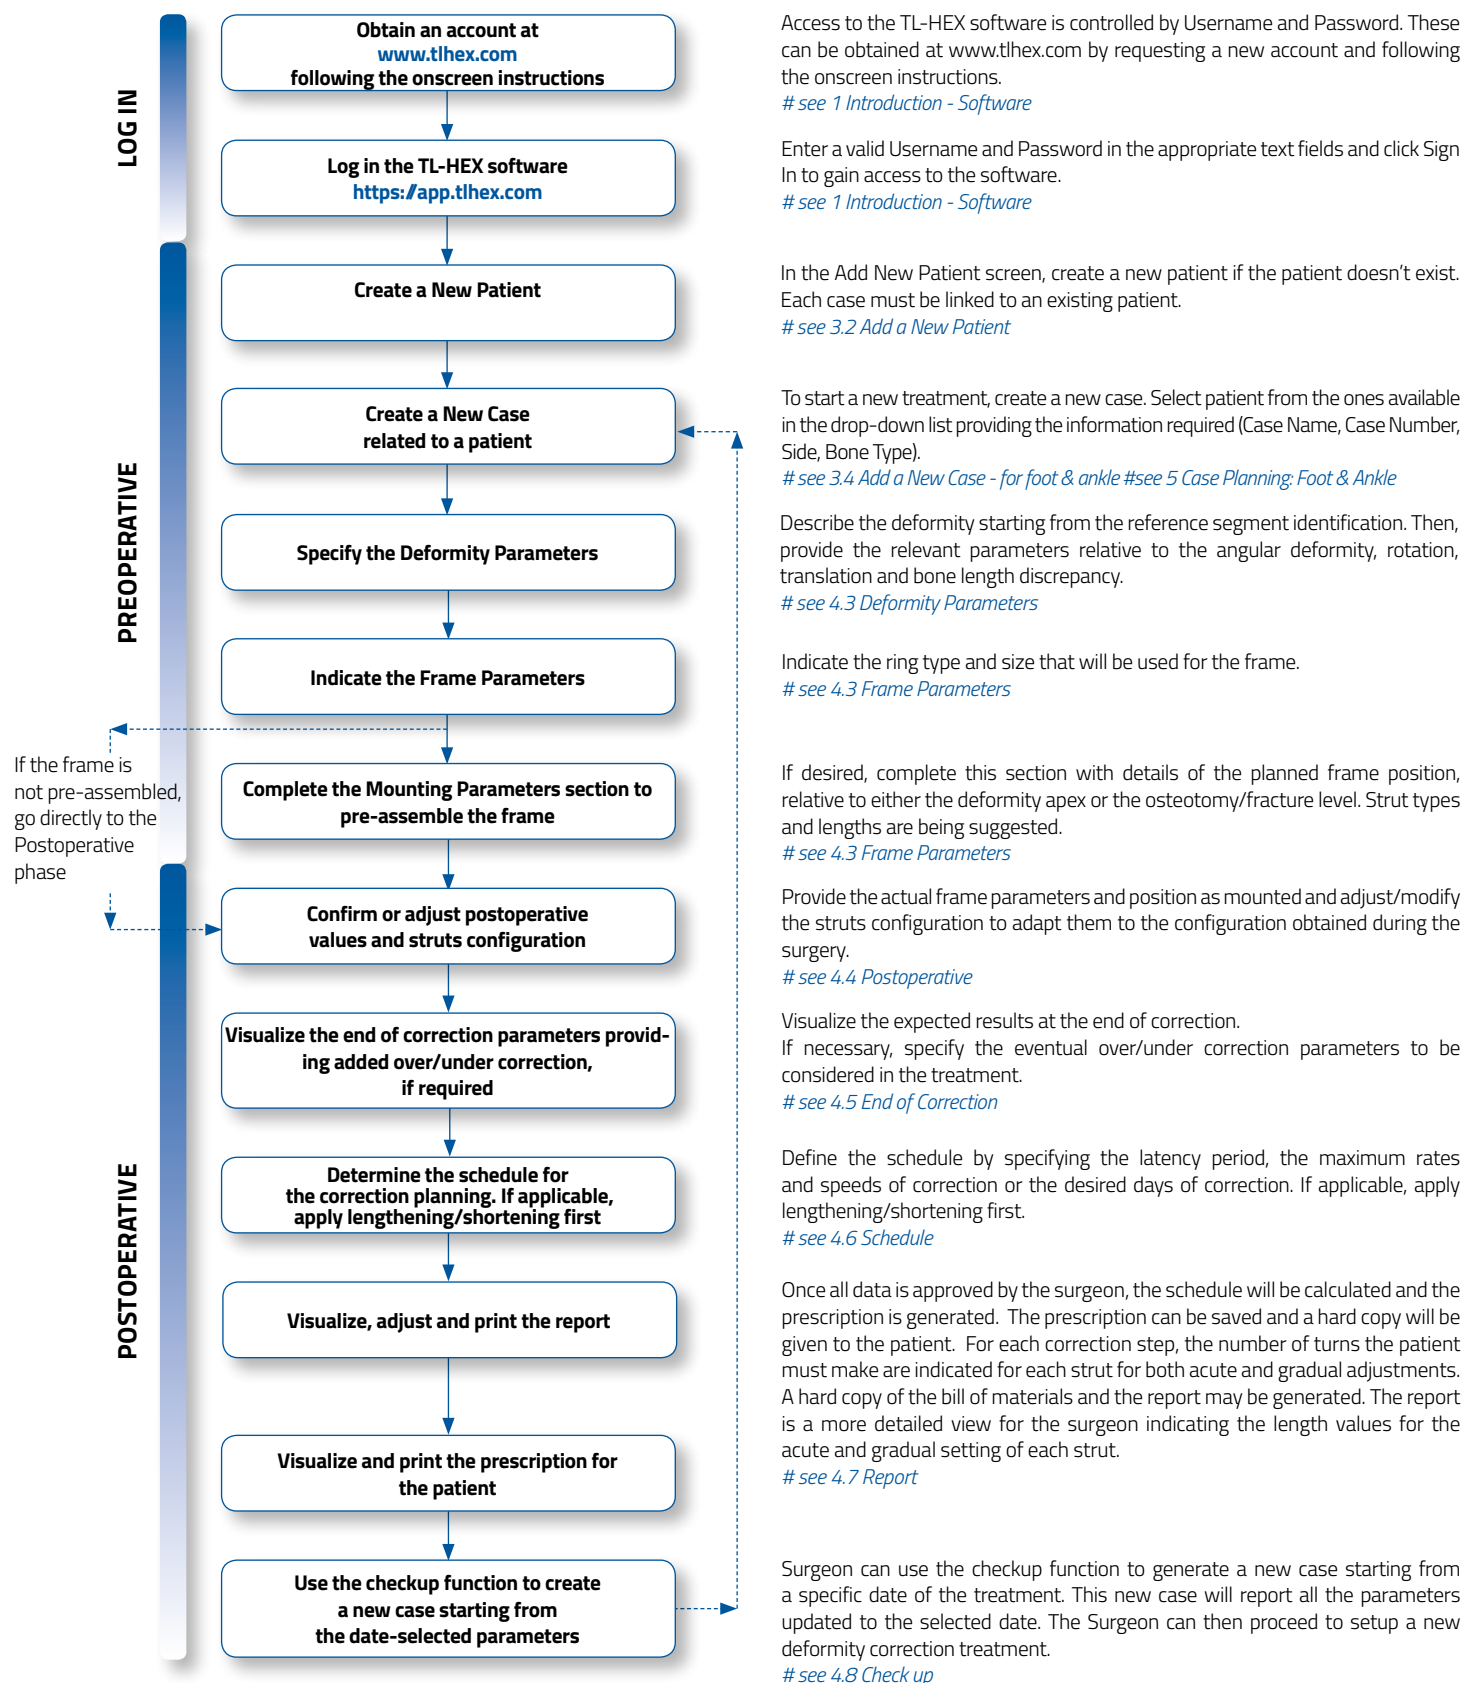 LOG IN
Obtain an account at
www.tlhex.com
following the onscreen instructions
Access to the TL-HEX software is controlled by Username and Password. These
can be obtained at www.tlhex.com by requesting a new account and following
the onscreen instructions.
# see 1 Introduction - Software
Log in the TL-HEX software
https://app.tlhex.com
Enter a valid Username and Password in the appropriate text fields and click Sign
In to gain access to the software.
# see 1 Introduction - Software
PREOPERATIVE
Create a New Patient
In the Add New Patient screen, create a new patient if the patient doesn't exist.
Each case must be linked to an existing patient.
# see 3.2 Add a New Patient
Create a New Case
related to a patient
To start a new treatment, create a new case. Select patient from the ones available
in the drop-down list providing the information required (Case Name, Case Number,
Side, Bone Type).
# see 3.4 Add a New Case - for foot & ankle #see 5 Case Planning: Foot & Ankle
Specify the Deformity Parameters
Describe the deformity starting from the reference segment identification. Then,
provide the relevant parameters relative to the angular deformity, rotation,
translation and bone length discrepancy.
# see 4.3 Deformity Parameters
Indicate the Frame Parameters
Indicate the ring type and size that will be used for the frame.
# see 4.3 Frame Parameters
If the frame is
not pre-assembled,
go directly to the
Postoperative
phase
Complete the Mounting Parameters section to
pre-assemble the frame
If desired, complete this section with details of the planned frame position,
relative to either the deformity apex or the osteotomy/fracture level. Strut types
and lengths are being suggested.
# see 4.3 Frame Parameters
POSTOPERATIVE
Confirm or adjust postoperative
values and struts configuration
Provide the actual frame parameters and position as mounted and adjust/modify
the struts configuration to adapt them to the configuration obtained during the
surgery.
# see 4.4 Postoperative
Visualize the end of correction parameters provid-
ing added over/under correction,
if required
Visualize the expected results at the end of correction.
If necessary, specify the eventual over/under correction parameters to be
considered in the treatment.
# see 4.5 End of Correction
Determine the schedule for
the correction planning. If applicable,
apply lengthening/shortening first
Define the schedule by specifying the latency period, the maximum rates
and speeds of correction or the desired days of correction. If applicable, apply
lengthening/shortening first.
# see 4.6 Schedule
Visualize, adjust and print the report
Once all data is approved by the surgeon, the schedule will be calculated and the
prescription is generated. The prescription can be saved and a hard copy will be
given to the patient. For each correction step, the number of turns the patient
must make are indicated for each strut for both acute and gradual adjustments.
A hard copy of the bill of materials and the report may be generated. The report
is a more detailed view for the surgeon indicating the length values for the
acute and gradual setting of each strut.
# see 4.7 Report
Visualize and print the prescription for
the patient
Use the checkup function to create
a new case starting from
the date-selected parameters
Surgeon can use the checkup function to generate a new case starting from
a specific date of the treatment. This new case will report all the parameters
updated to the selected date. The Surgeon can then proceed to setup a new
deformity correction treatment.
# see 4.8 Check up